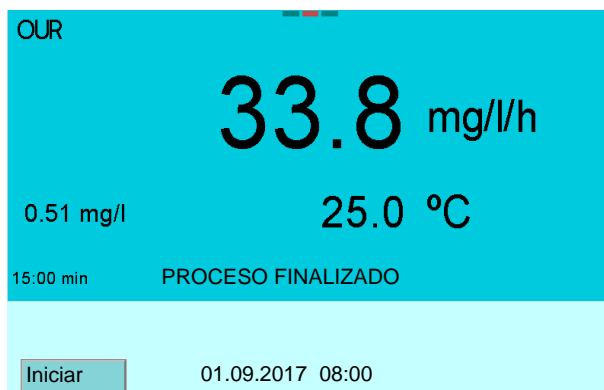 OUR
33.8 mg/l/h
0.51 mg/l 25.0 ºC
15:00 min PROCESO FINALIZADO
Iniciar 01.09.2017 08:00